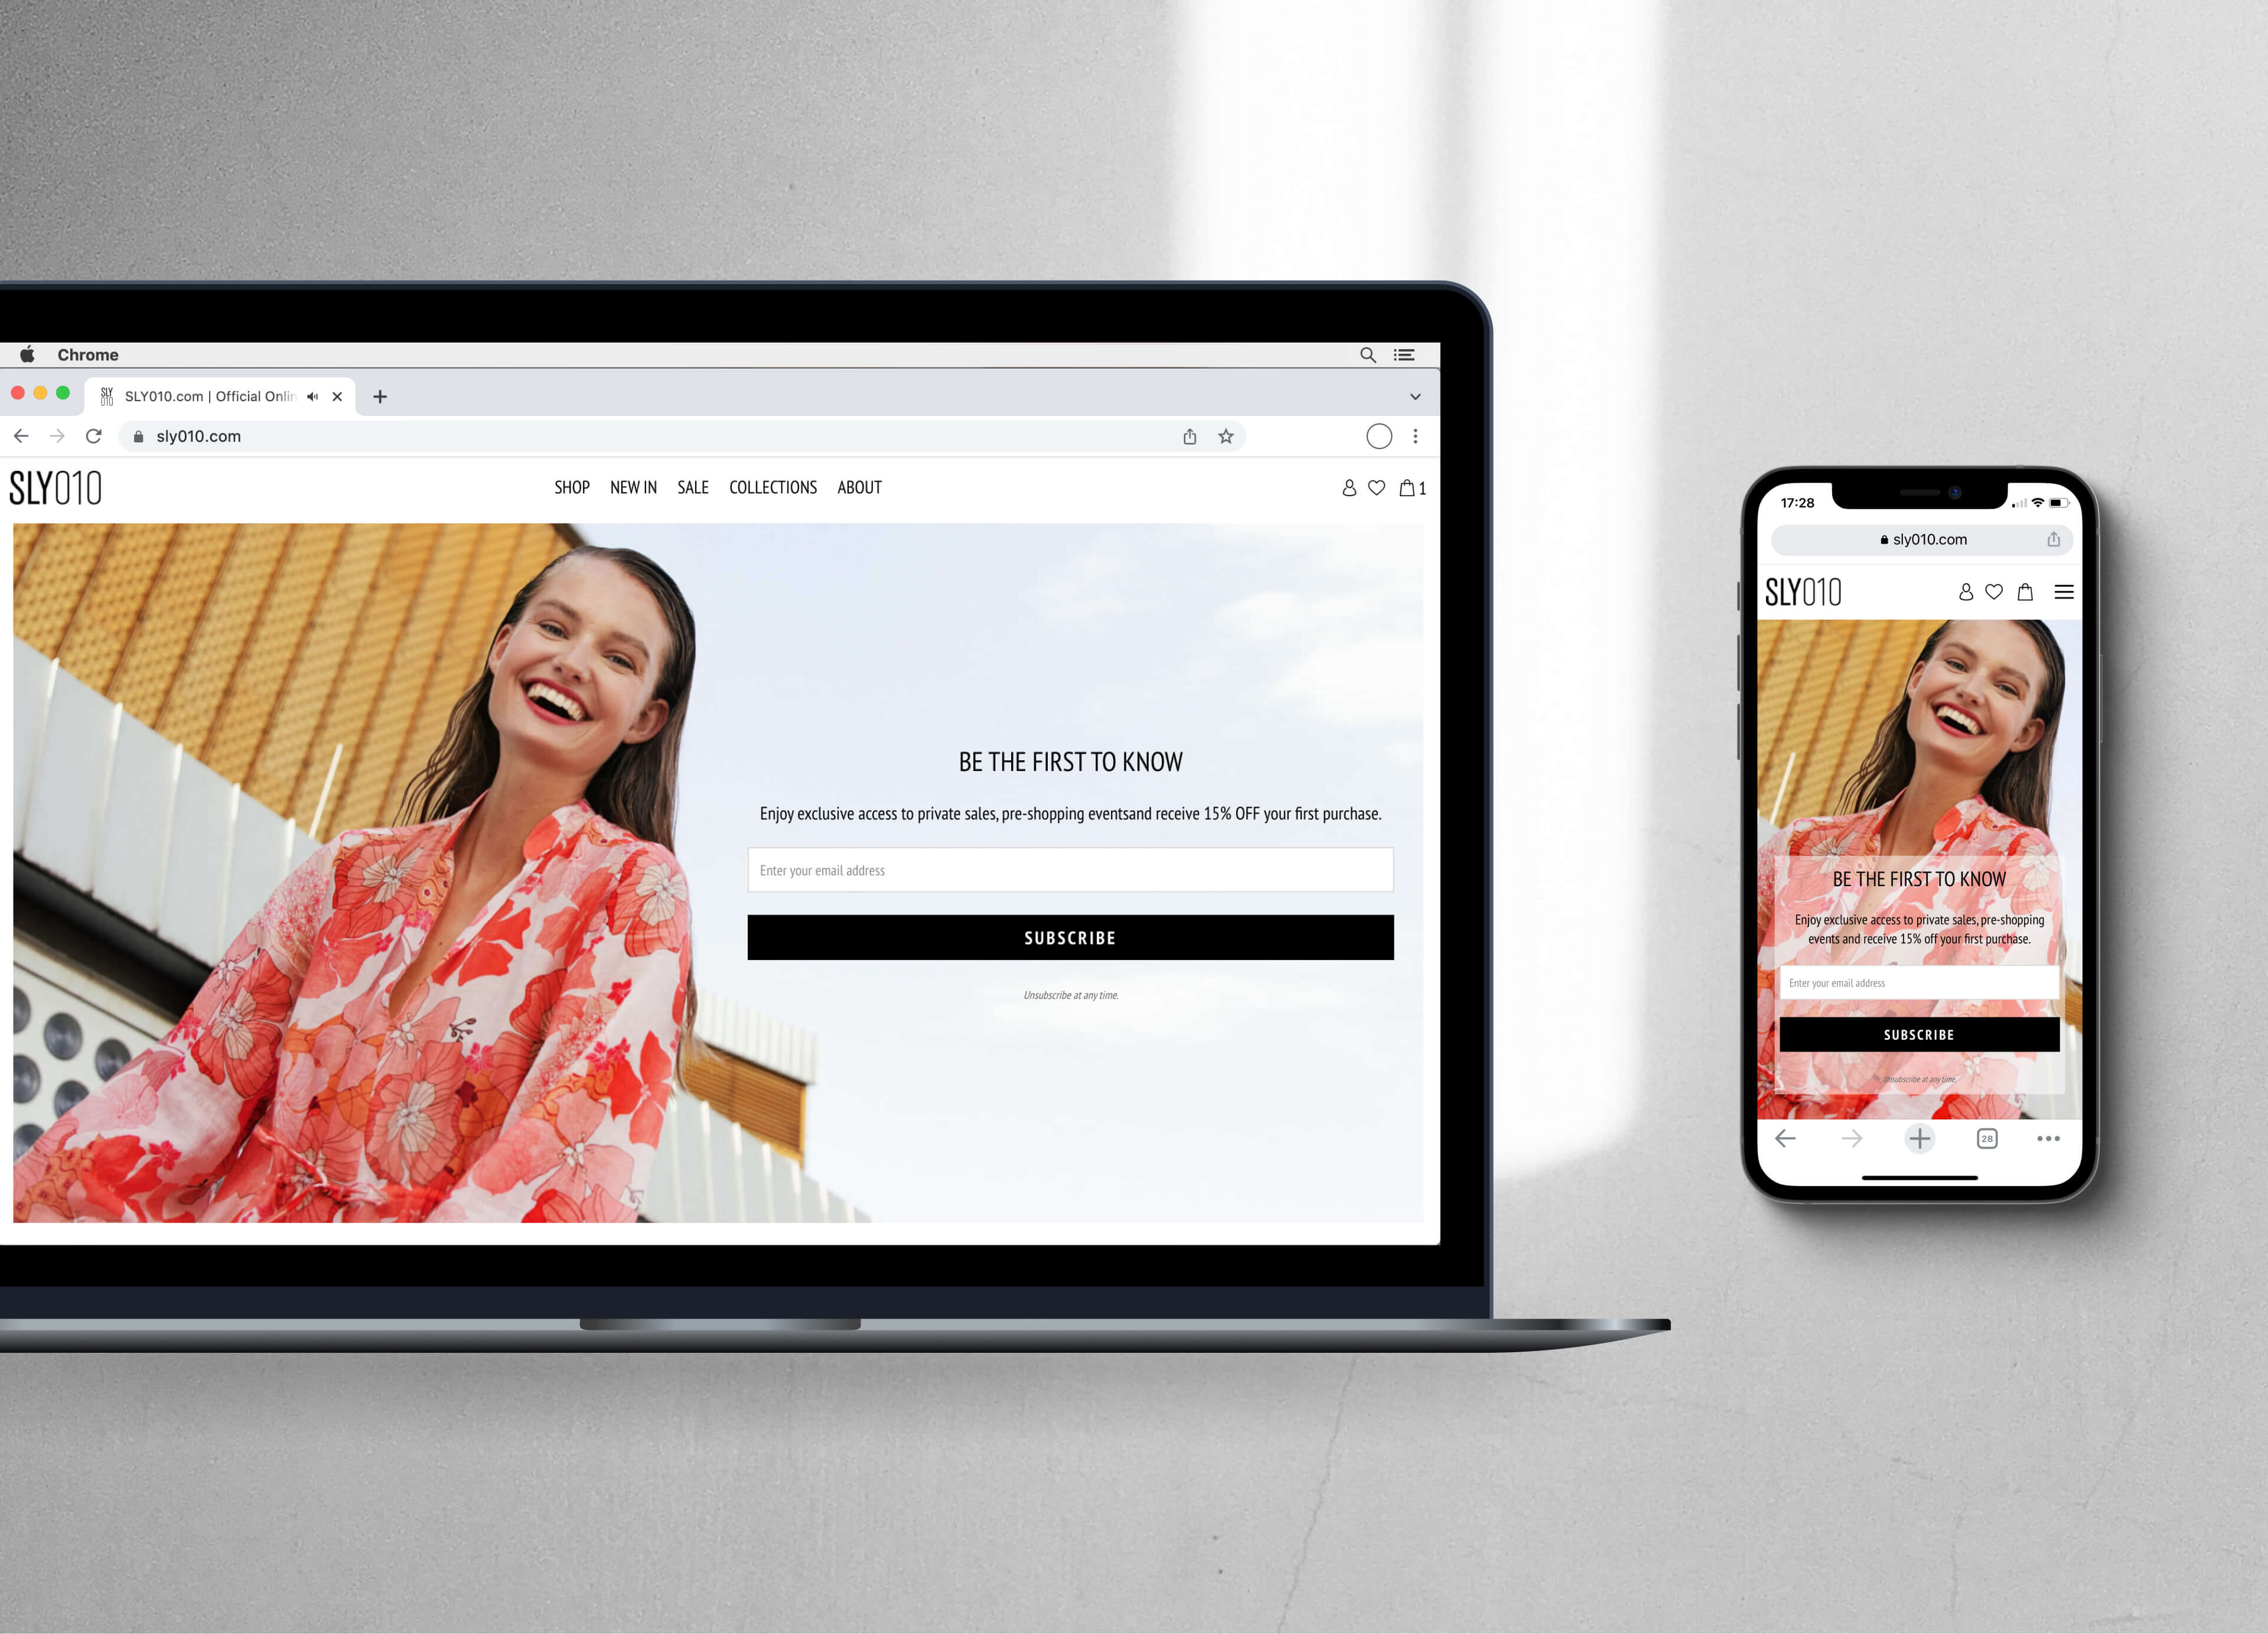 Chrome
SLY
010
SLY010.com | Official Onlin
sly010.com
SLY010
SHOP NEW IN SALE COLLECTIONS ABOUT
1
BE THE FIRST TO KNOW
Enjoy exclusive access to private sales, pre-shopping eventsand receive 15% OFF your first purchase.
Enter your email address
SUBSCRIBE
Unsubscribe at any time.
17:28
sly010.com
SLY010
BE THE FIRST TO KNOW
Enjoy exclusive access to private sales, pre-shopping
events and receive 15% off your first purchase.
Enter your email address
SUBSCRIBE
Unsubscribe at any time.
28